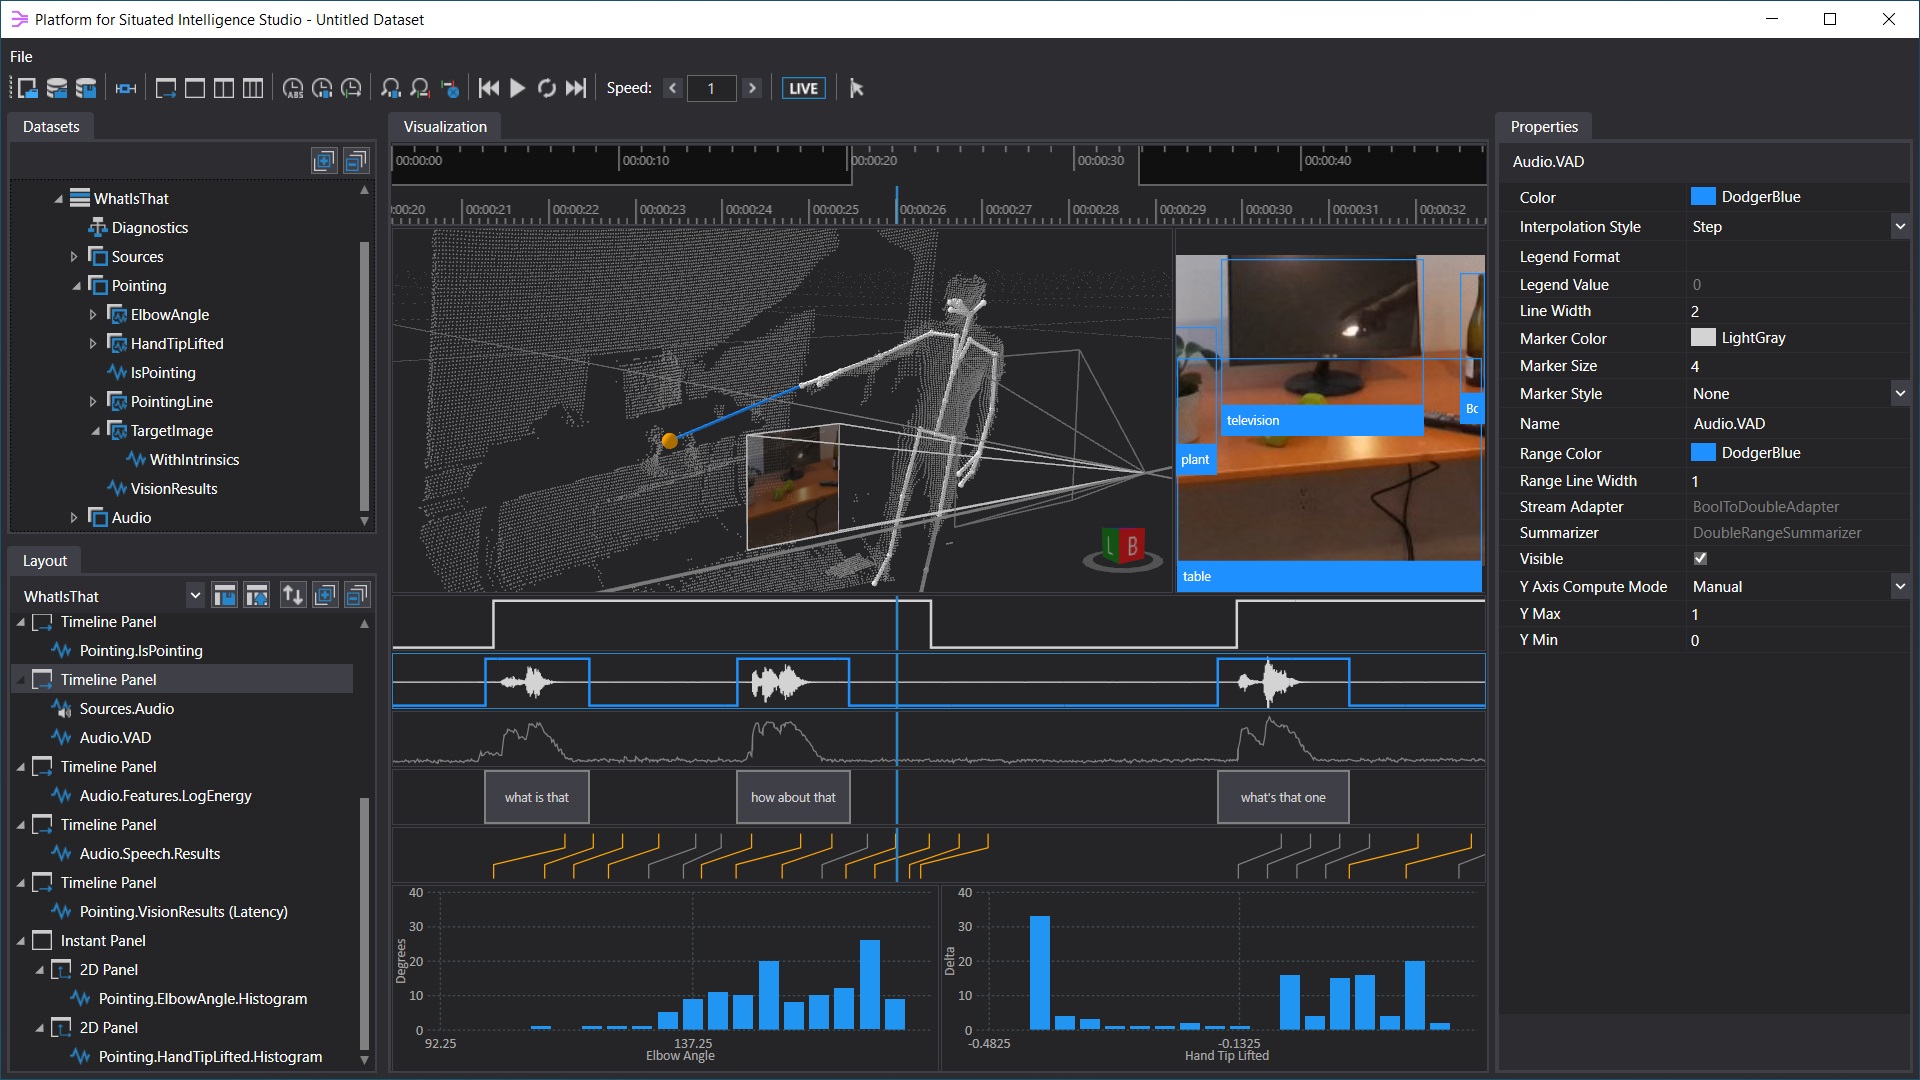 Platform for Situated Intelligence Studio - Untitled Dataset
File
ABS
Speed:
1
LIVE
Datasets
WhatIsThat
Diagnostics
Sources
Pointing
ElbowAngle
HandTipLifted
IsPointing
PointingLine
TargetImage
WithIntrinsics
VisionResults
Audio
Layout
WhatIsThat
Timeline Panel
Pointing.IsPointing
Timeline Panel
Sources.Audio
Audio.VAD
Timeline Panel
Audio.Features.LogEnergy
Timeline Panel
Audio.Speech.Results
Timeline Panel
Pointing.VisionResults (Latency)
Instant Panel
2D Panel
Pointing.ElbowAngle.Histogram
2D Panel
Pointing.HandTipLifted.Histogram
Visualization
00:00:00 00:00:10 00:00:20 00:00:30 00:00:40
:00:20 00:00:21 00:00:22 00:00:23 00:00:24 00:00:25 00:00:26 00:00:27 00:00:28 00:00:29 00:00:30 00:00:31 00:00:32
L B
television
Bc
plant
table
what is that
how about that
what's that one
40
30
20
10
0
Degrees
92.25 137.25
Elbow Angle
40
30
20
10
0
Delta
-0.4825 -0.1325
Hand Tip Lifted
Properties
Audio.VAD
Color DodgerBlue
Interpolation Style Step
Legend Format
Legend Value 0
Line Width 2
Marker Color LightGray
Marker Size 4
Marker Style None
Name Audio.VAD
Range Color DodgerBlue
Range Line Width 1
Stream Adapter BoolToDoubleAdapter
Summarizer DoubleRangeSummarizer
Visible
Y Axis Compute Mode Manual
Y Max 1
Y Min 0